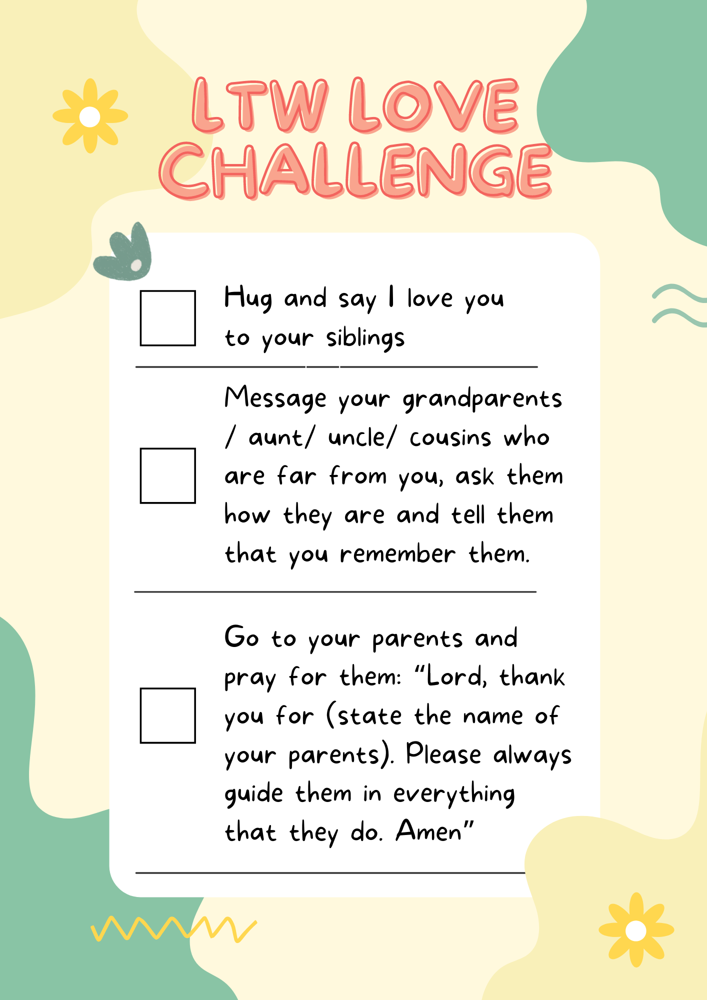 LTW LOVE
CHALLENGE
Hug and say I love you
to your siblings
Message your grandparents
/ aunt/ uncle/ cousins who
are far from you, ask them
how they are and tell them
that you remember them.
Go to your parents and
pray for them: “Lord, thank
you for (state the name of
your parents). Please always
guide them in everything
that they do. Amen”